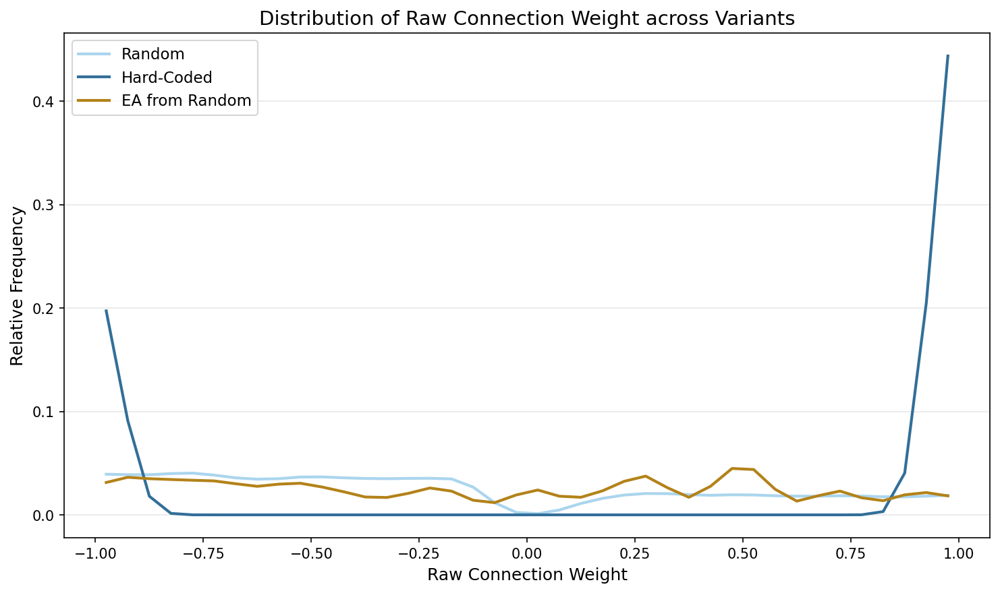 Distribution of Raw Connection Weight across Variants
Random
Hard-Coded
EA from Random
Relative Frequency
0.4
0.3
0.2
0.1
0.0
−1.00 −0.75 −0.50 −0.25 0.00 0.25 0.50 0.75 1.00
Raw Connection Weight